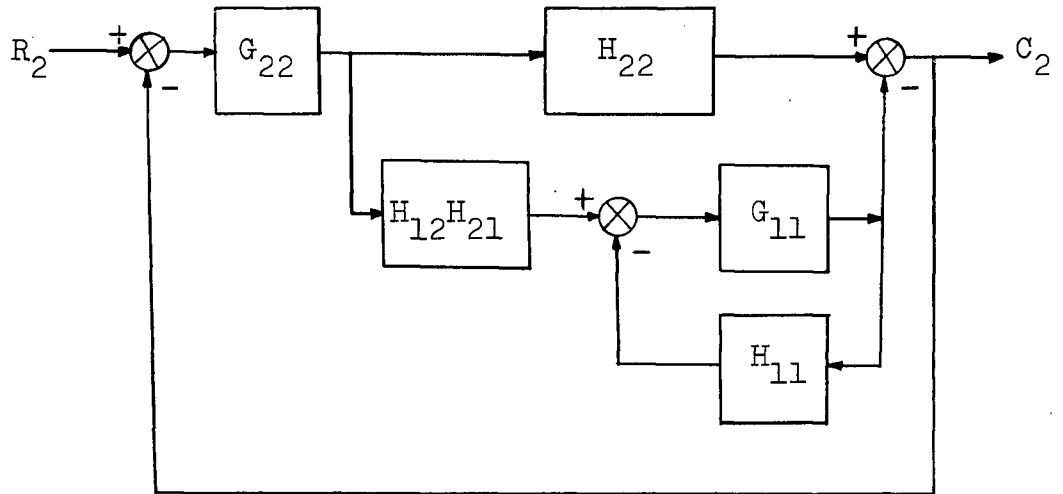 R₂ + - G₂₂ H₂₂ + - C₂
H₁₂H₂₁ + - G₁₁
H₁₁